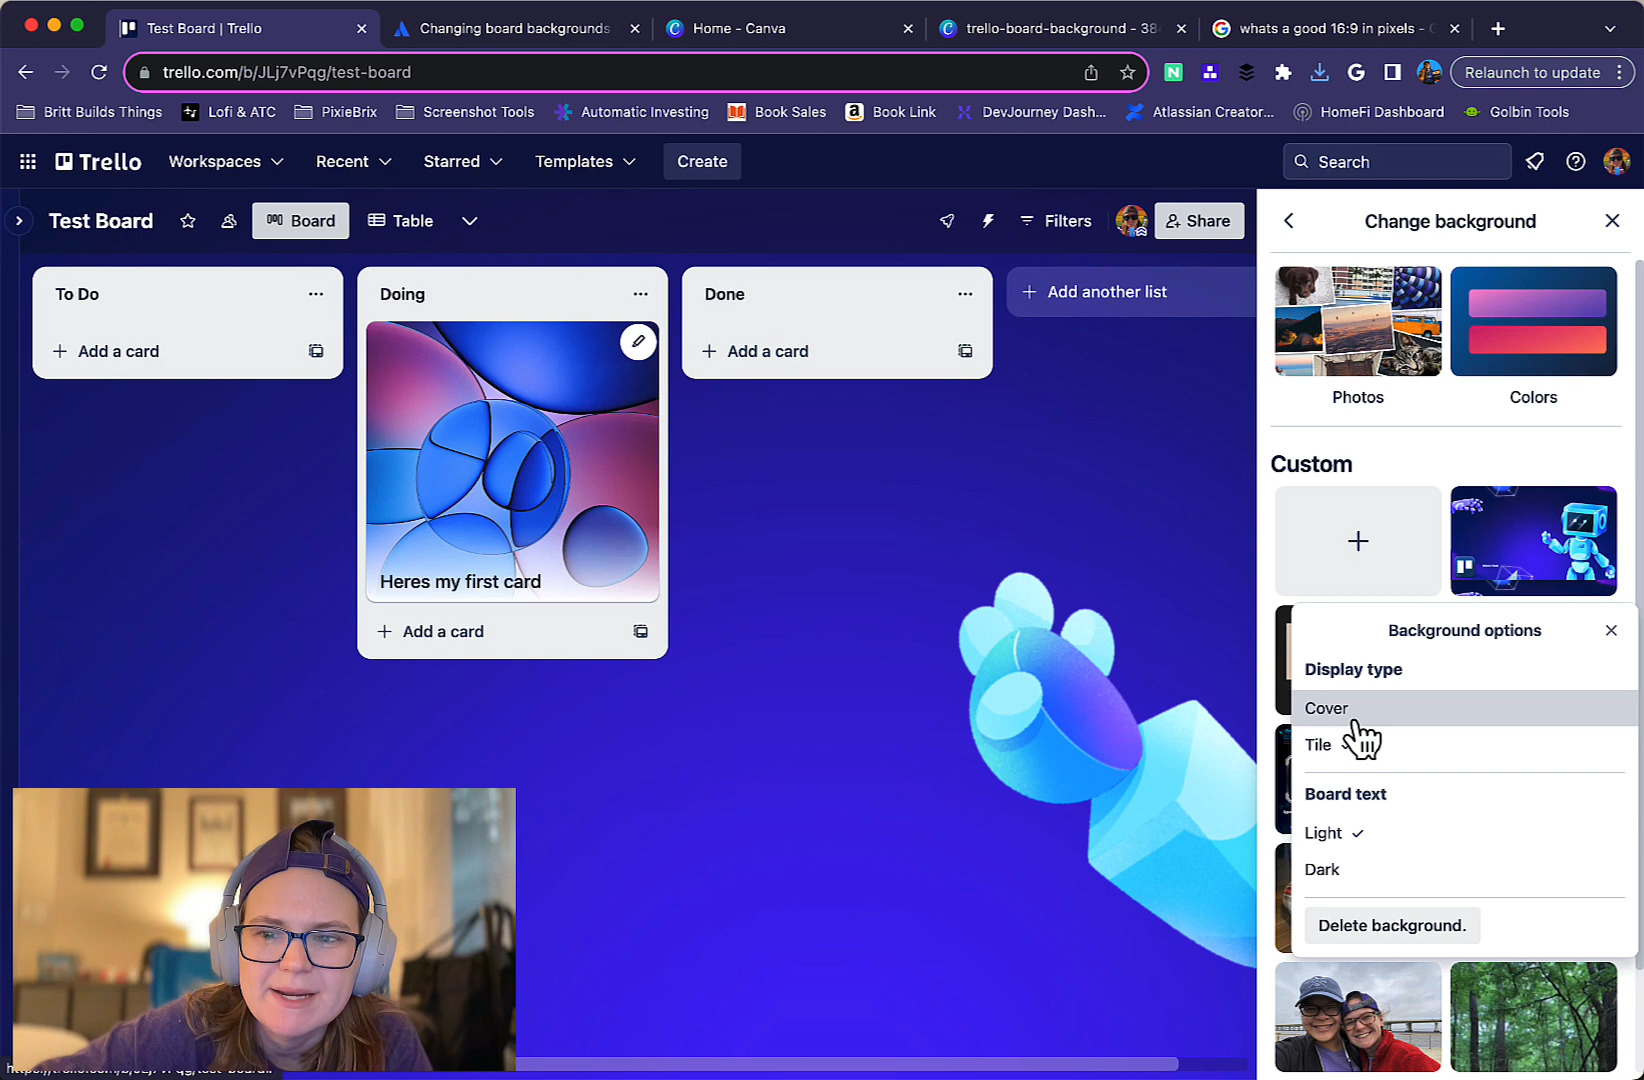 Test Board | Trello
Changing board backgrounds
Home - Canva
trello-board-background - 38
whats a good 16:9 in pixels -
trello.com/b/JLj7vPqg/test-board
Relaunch to update
Britt Builds Things
Lofi & ATC
PixieBrix
Screenshot Tools
Automatic Investing
Book Sales
Book Link
DevJourney Dash...
Atlassian Creator...
HomeFi Dashboard
Golbin Tools
Trello
Workspaces
Recent
Starred
Templates
Create
Search
Test Board
Board
Table
Filters
Share
Change background
To Do
Add a card
Doing
Heres my first card
Add a card
Done
Add a card
Add another list
Photos
Colors
Custom
Background options
Display type
Cover
Tile
Board text
Light
Dark
Delete background.